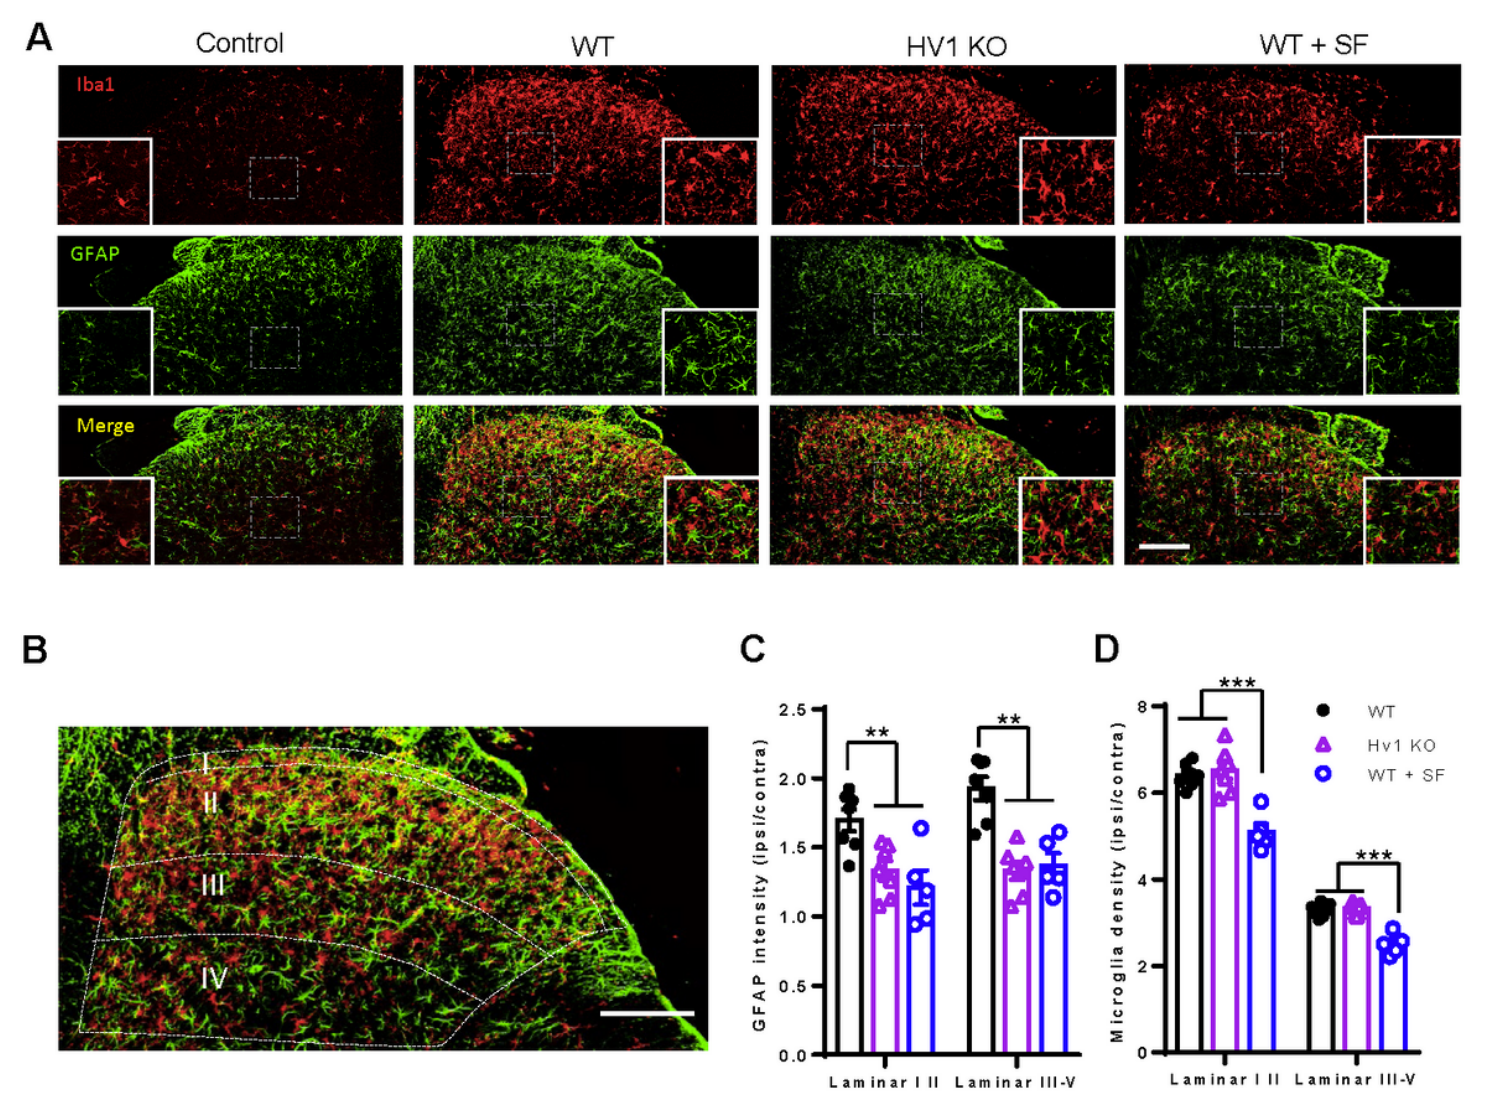 A
Control
WT
HV1 KO
WT + SF
Iba1
GFAP
Merge
B
I
II
III
IV
C
GFAP intensity (ipsi/contra)
2.5
2.0
1.5
1.0
0.5
0.0
**
**
Laminar I II
Laminar III-V
D
Microglia density (ipsi/contra)
8
6
4
2
0
***
***
Laminar I II
Laminar III-V
WT
Hv1 KO
WT + SF